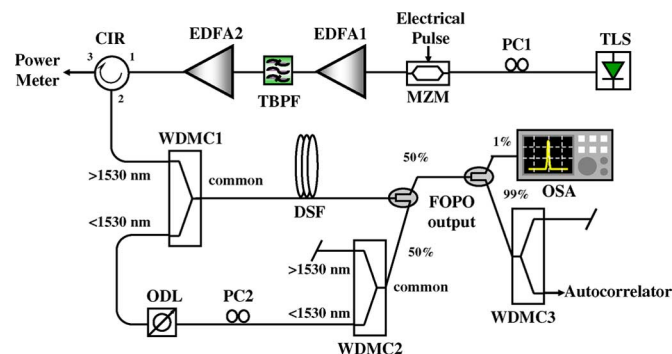 Electrical
Pulse
CIR
EDFA2
EDFA1
PC1
TLS
3
1
Power
Meter
2
TBPF
MZM
WDMC1
>1530 nm
common
50%
1%
OSA
<1530 nm
DSF
FOPO
output
99%
50%
>1530 nm
common
ODL
PC2
<1530 nm
WDMC2
Autocorrelator
WDMC3